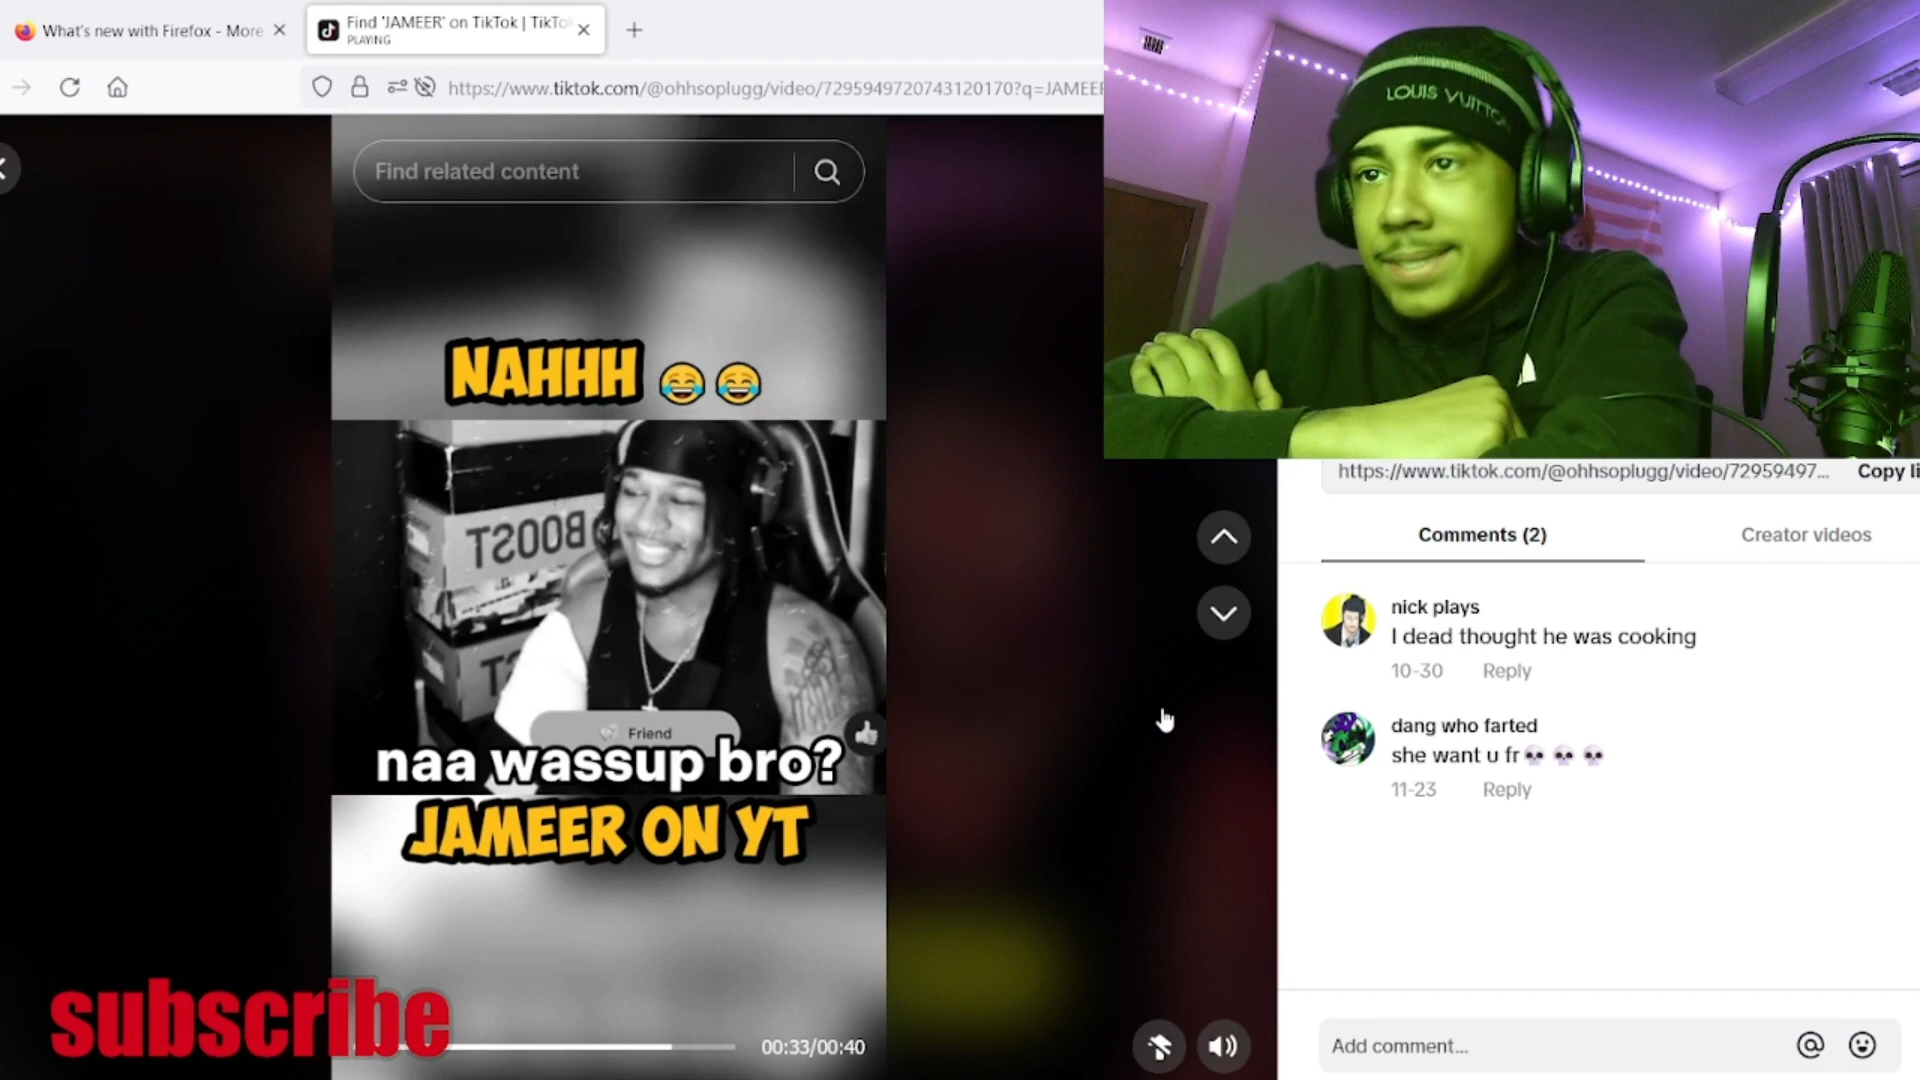 What's new with Firefox - More
Find 'JAMEER' on TikTok | TikTo
PLAYING
https://www.tiktok.com/@ohhsoplugg/video/7295949720743120170?q=JAMEER
Find related content
LOUIS VUITTO
NAHHH 😂😂
BOOST
Friend
naa wassup bro?
JAMEER ON YT
subscribe
00:33/00:40
https://www.tiktok.com/@ohhsoplugg/video/72959497...
Copy li
Comments (2)
Creator videos
nick plays
I dead thought he was cooking
10-30 Reply
dang who farted
she want u fr💀💀💀
11-23 Reply
Add comment...